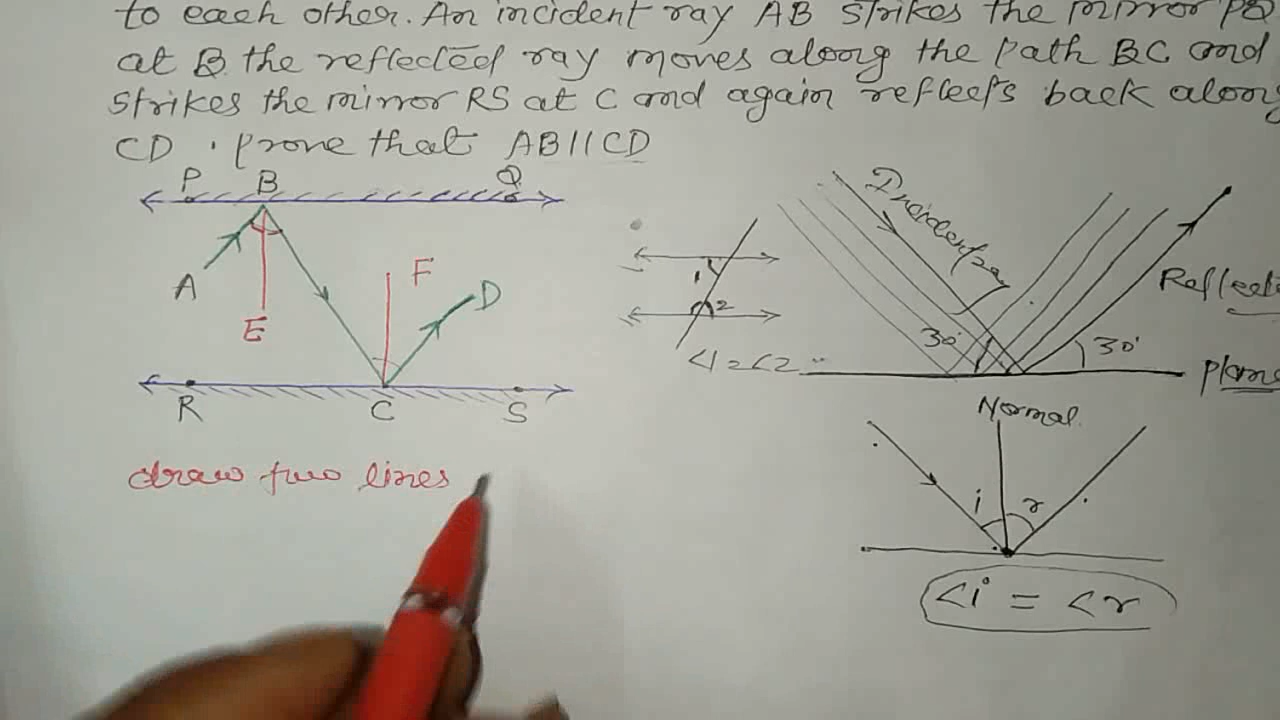 to each other. An incident ray AB strikes the mirror PQ
at B. the reflected ray moves along the path BC and
strikes the mirror RS at C and again reflects back along
CD. prove that AB||CD
P B Q
A
E
F
D
R C S
draw two lines
1
2
<1=<2
Incident ray
30°
30°
Plane
Normal
i r
<i = <r